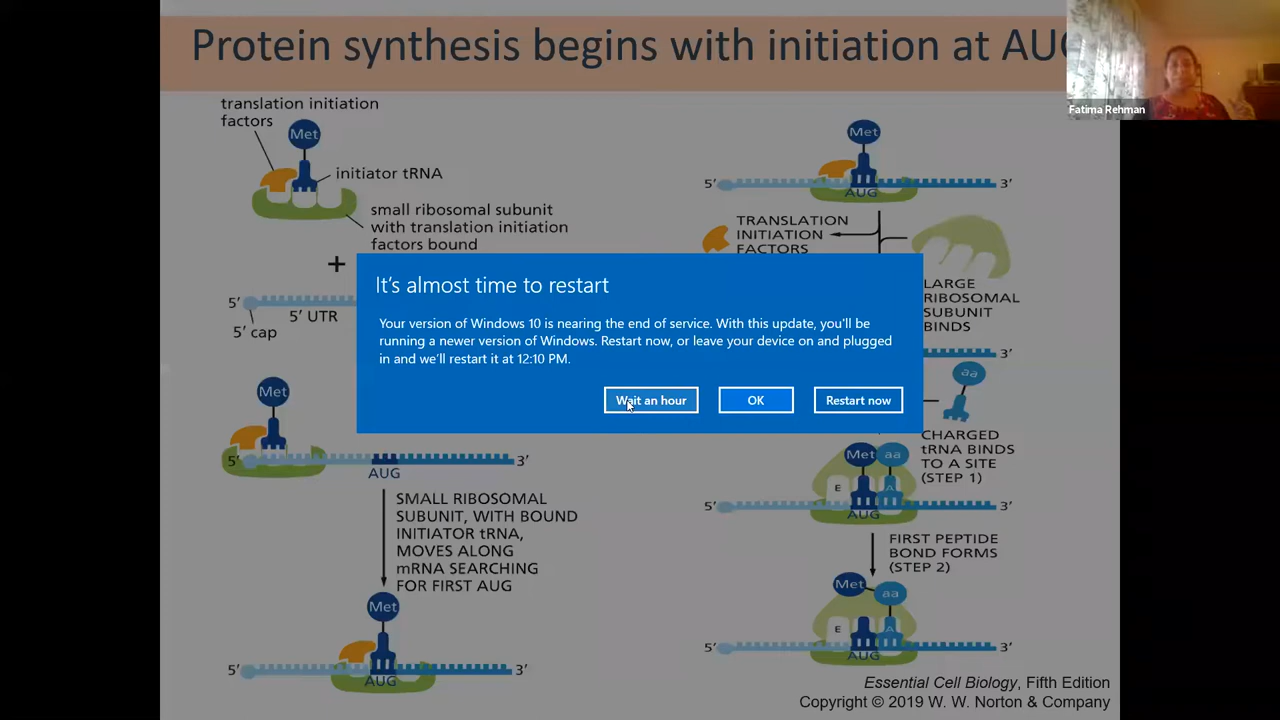 Protein synthesis begins with initiation at AUG
Fatima Rehman
translation initiation
factors
Met
initiator tRNA
small ribosomal subunit
with translation initiation
factors bound
+
5′
5′ UTR
5′ cap
Met
5′
3′
AUG
SMALL RIBOSOMAL
SUBUNIT, WITH BOUND
INITIATOR tRNA,
MOVES ALONG
mRNA SEARCHING
FOR FIRST AUG
Met
5′
3′
AUG
Met
5′
3′
AUG
TRANSLATION
INITIATION
FACTORS
LARGE
RIBOSOMAL
SUBUNIT
BINDS
3′
aa
CHARGED
tRNA BINDS
TO A SITE
(STEP 1)
Met aa
E A
5′
3′
AUG
FIRST PEPTIDE
BOND FORMS
(STEP 2)
Met
aa
E A
5′
3′
AUG
It's almost time to restart
Your version of Windows 10 is nearing the end of service. With this update, you'll be
running a newer version of Windows. Restart now, or leave your device on and plugged
in and we'll restart it at 12:10 PM.
Wait an hour
OK
Restart now
Essential Cell Biology, Fifth Edition
Copyright © 2019 W. W. Norton & Company